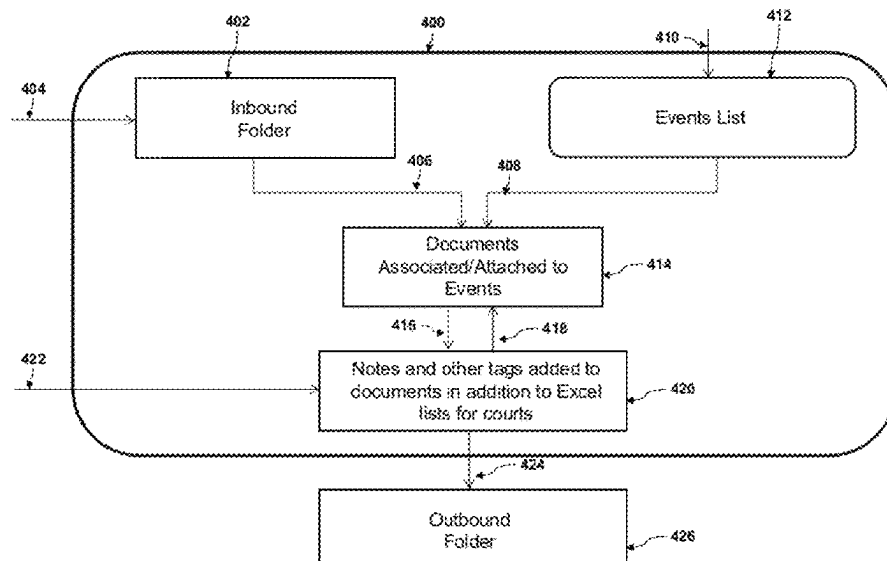 402
400
410
412
404
Inbound
Folder
Events List
406
408
Documents
Associated/Attached to
Events
414
416
418
422
Notes and other tags added to
documents in addition to Excel
lists for courts
420
424
Outbound
Folder
426